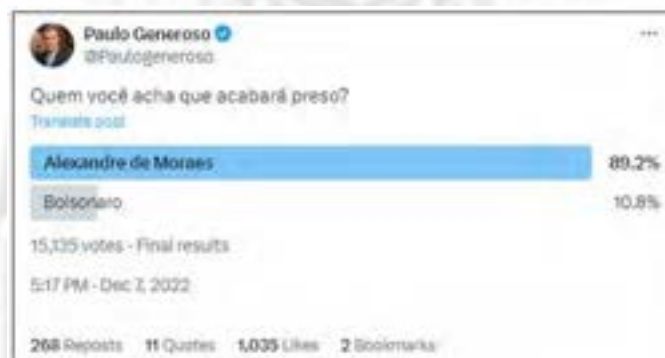 Paulo Generoso
@Paulogeneroso
Quem você acha que acabará preso?
Translate post
Alexandre de Moraes 89,2%
Bolsonaro 10.8%
15,135 votes - Final results
5:17 PM - Dec 7, 2022
268 Reposts 11 Quotes 1,035 Likes 2 Bookmarks